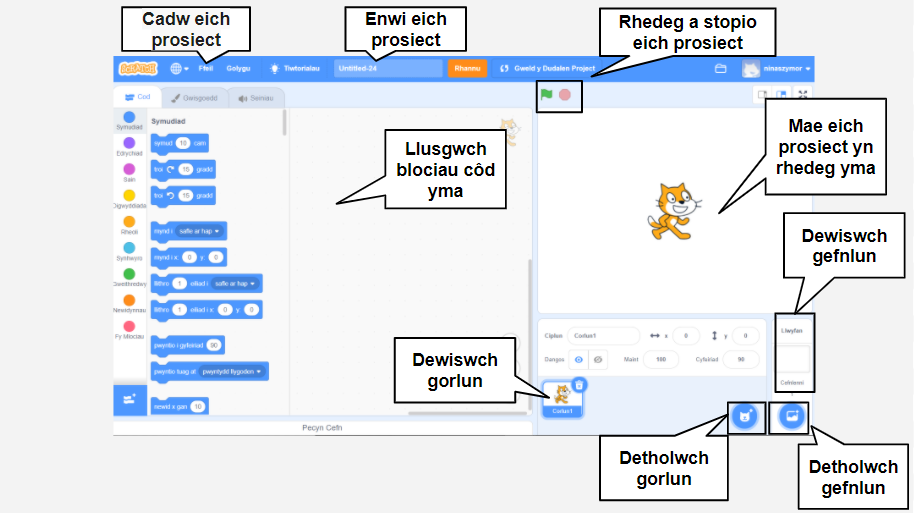 Cadw eich
prosiect
Enwi eich
prosiect
Rhedeg a stopio
eich prosiect
SCRATCH
Ffeil
Golygu
Tiwtorialau
Untitled-24
Rhannu
Gweld y Dudalen Project
ninaszymor
Cod
Gwisgoedd
Seiniau
Symudiad
Edrychiad
Sain
Digwyddiadau
Rheoli
Synhwyro
Gweithredwyr
Newidynnau
Fy Mlociau
Symudiad
symud 10 cam
troi 15 gradd
troi 15 gradd
mynd i safle ar hap
mynd i x: 0 y: 0
llithro 1 eiliad i safle ar hap
llithro 1 eiliad i x: 0 y: 0
pwyntio i gyfeiriad 90
pwyntio tuag at pwyntydd llygoden
newid x gan 10
Pecyn Cefn
Llusgwch
blociau côd
yma
Mae eich
prosiect yn
rhedeg yma
Dewiswch
gefnlun
Dewiswch
gorlun
Ciplun Corlun1 x 0 y 0
Dangos Maint 100 Cyfeiriad 90
Corlun1
Llwyfan
Cefnlenni
Detholwch
gorlun
Detholwch
gefnlun